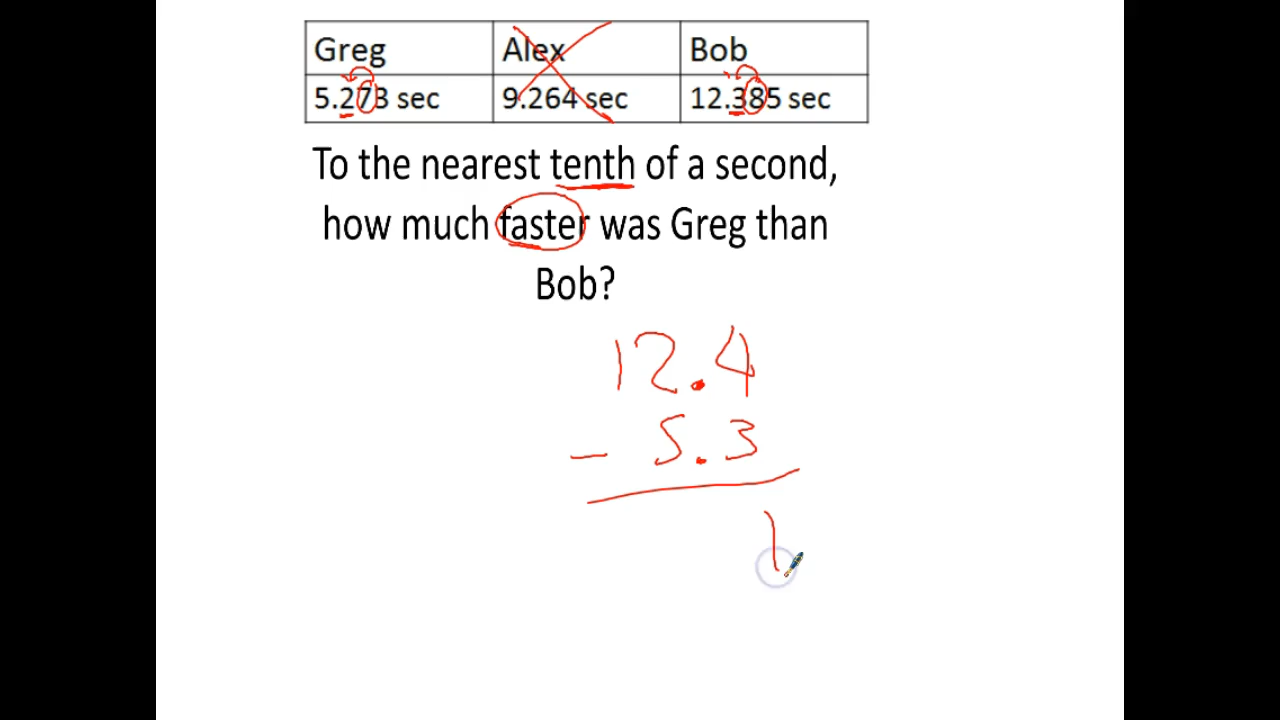 Greg Alex Bob
5.273 sec 9.264 sec 12.385 sec
To the nearest tenth of a second,
how much faster was Greg than
Bob?
12.4
- 5.3
1